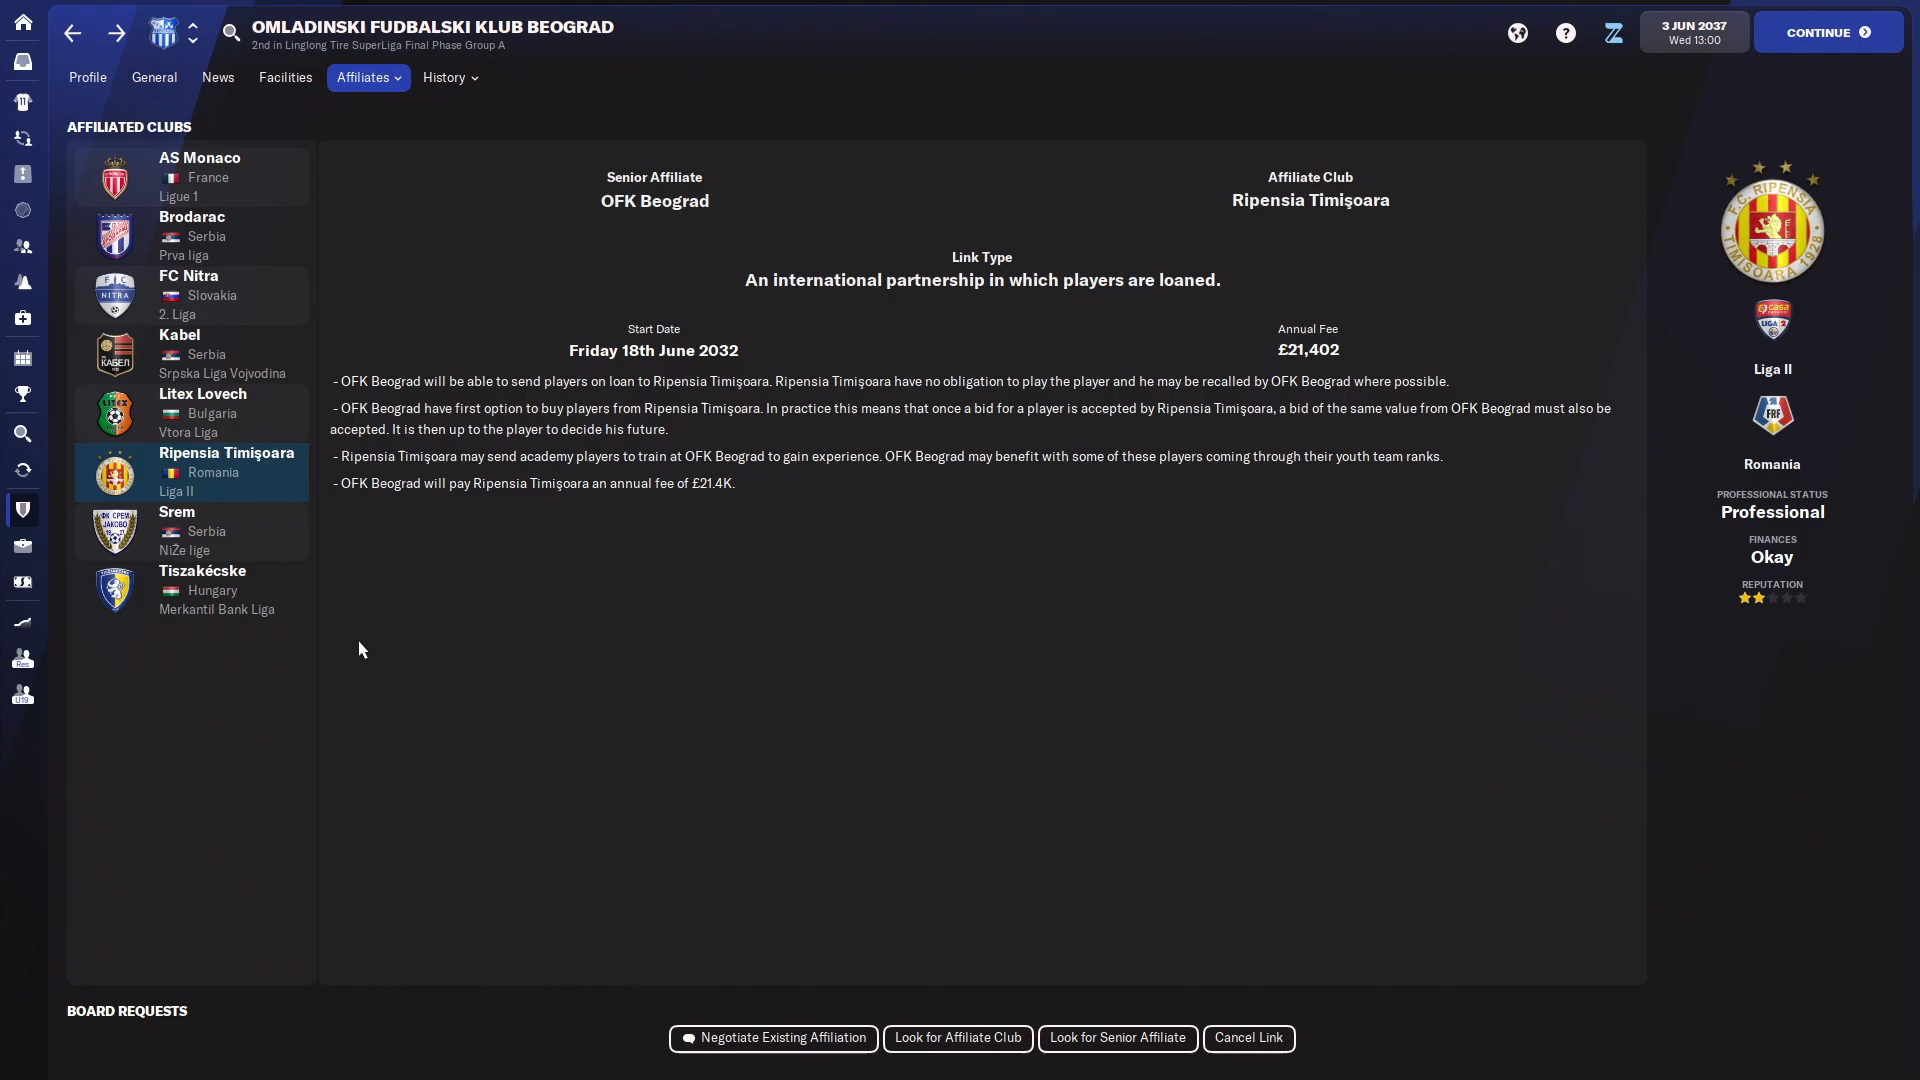 OMLADINSKI FUDBALSKI KLUB BEOGRAD
2nd in Linglong Tire SuperLiga Final Phase Group A
3 JUN 2037
Wed 13:00
CONTINUE
Profile
General
News
Facilities
Affiliates
History
AFFILIATED CLUBS
AS Monaco
France
Ligue 1
Brodarac
Serbia
Prva liga
FC Nitra
Slovakia
2. Liga
Kabel
Serbia
Srpska Liga Vojvodina
Litex Lovech
Bulgaria
Vtora Liga
Ripensia Timişoara
Romania
Liga II
Srem
Serbia
NiŽe lige
Tiszakécske
Hungary
Merkantil Bank Liga
Senior Affiliate
OFK Beograd
Affiliate Club
Ripensia Timişoara
Link Type
An international partnership in which players are loaned.
Start Date
Friday 18th June 2032
Annual Fee
£21,402
- OFK Beograd will be able to send players on loan to Ripensia Timişoara. Ripensia Timişoara have no obligation to play the player and he may be recalled by OFK Beograd where possible.
- OFK Beograd have first option to buy players from Ripensia Timişoara. In practice this means that once a bid for a player is accepted by Ripensia Timişoara, a bid of the same value from OFK Beograd must also be
accepted. It is then up to the player to decide his future.
- Ripensia Timişoara may send academy players to train at OFK Beograd to gain experience. OFK Beograd may benefit with some of these players coming through their youth team ranks.
- OFK Beograd will pay Ripensia Timişoara an annual fee of £21.4K.
F.C. RIPENSIA
TIMISOARA 1928
casa
LIGA 2
Liga II
FRF
Romania
PROFESSIONAL STATUS
Professional
FINANCES
Okay
REPUTATION
Res
U19
BOARD REQUESTS
Negotiate Existing Affiliation
Look for Affiliate Club
Look for Senior Affiliate
Cancel Link